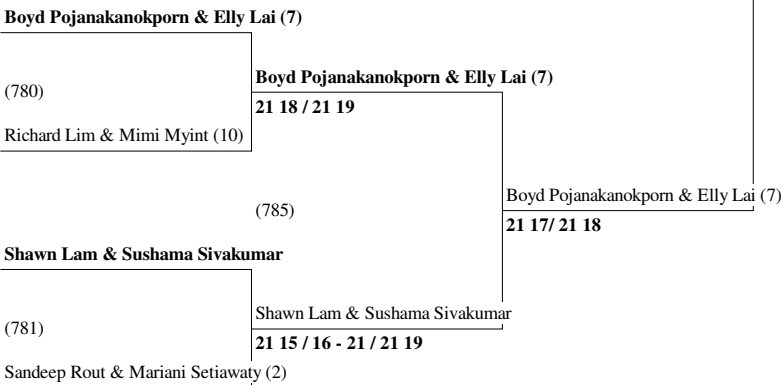 Boyd Pojanakanokporn & Elly Lai (7)
(780)
Boyd Pojanakanokporn & Elly Lai (7)
21 18 / 21 19
Richard Lim & Mimi Myint (10)
(785)
Boyd Pojanakanokporn & Elly Lai (7)
21 17/ 21 18
Shawn Lam & Sushama Sivakumar
(781)
Shawn Lam & Sushama Sivakumar
21 15 / 16 - 21 / 21 19
Sandeep Rout & Mariani Setiawaty (2)